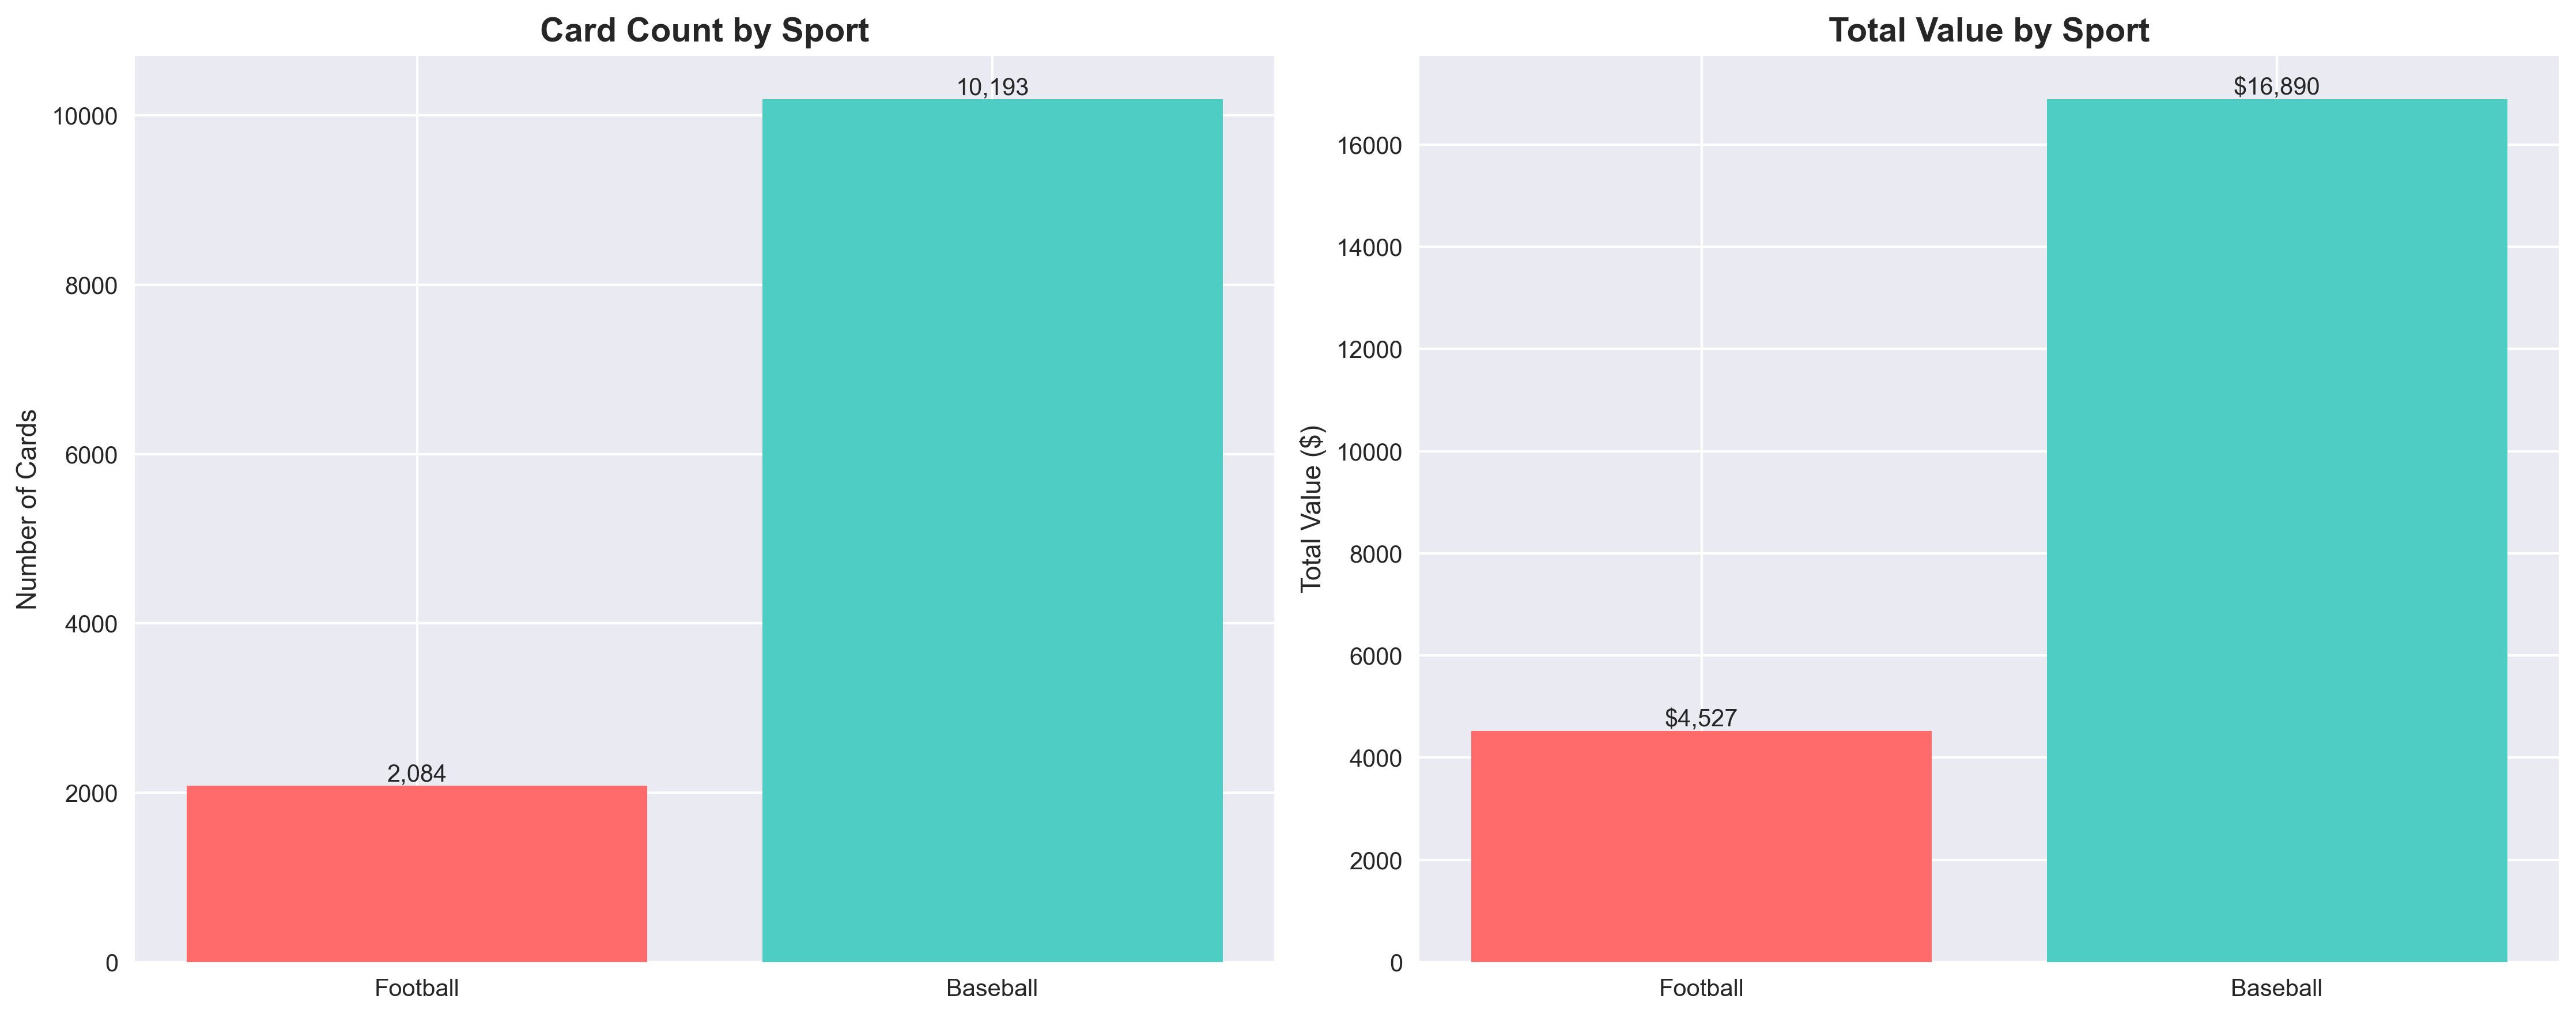 Card Count by Sport
Number of Cards
10000
8000
6000
4000
2000
0
2,084
10,193
Football
Baseball
Total Value by Sport
Total Value ($)
16000
14000
12000
10000
8000
6000
4000
2000
0
$4,527
$16,890
Football
Baseball